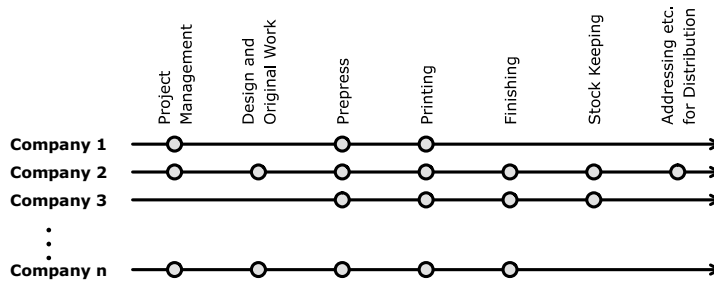 Project
Management
Design and
Original Work
Prepress
Printing
Finishing
Stock Keeping
Addressing etc.
for Distribution
Company 1
Company 2
Company 3
Company n